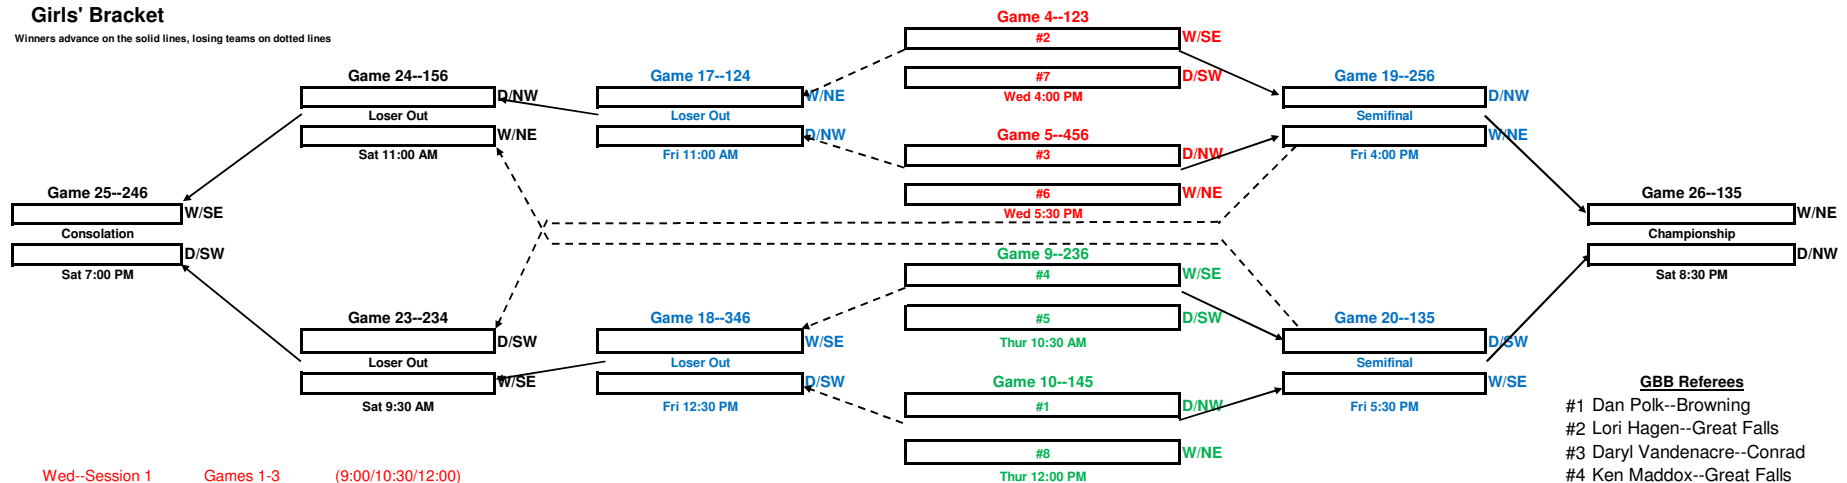 Girls' Bracket
Winners advance on the solid lines, losing teams on dotted lines
Game 4--123
#2
W/SE
#7
D/SW
Wed 4:00 PM
Game 24--156
D/NW
Loser Out
W/NE
Sat 11:00 AM
Game 17--124
W/NE
Loser Out
D/NW
Fri 11:00 AM
Game 19--256
D/NW
Semifinal
W/NE
Fri 4:00 PM
Game 5--456
#3
D/NW
#6
W/NE
Wed 5:30 PM
Game 25--246
W/SE
Consolation
D/SW
Sat 7:00 PM
Game 26--135
W/NE
Championship
D/NW
Sat 8:30 PM
Game 9--236
#4
W/SE
#5
D/SW
Thur 10:30 AM
Game 23--234
D/SW
Loser Out
W/SE
Sat 9:30 AM
Game 18--346
W/SE
Loser Out
D/SW
Fri 12:30 PM
Game 20--135
D/SW
Semifinal
W/SE
Fri 5:30 PM
Game 10--145
#1
D/NW
#8
W/NE
Thur 12:00 PM
GBB Referees
#1 Dan Polk--Browning
#2 Lori Hagen--Great Falls
#3 Daryl Vandenacre--Conrad
#4 Ken Maddox--Great Falls
Wed--Session 1 Games 1-3 (9:00/10:30/12:00)